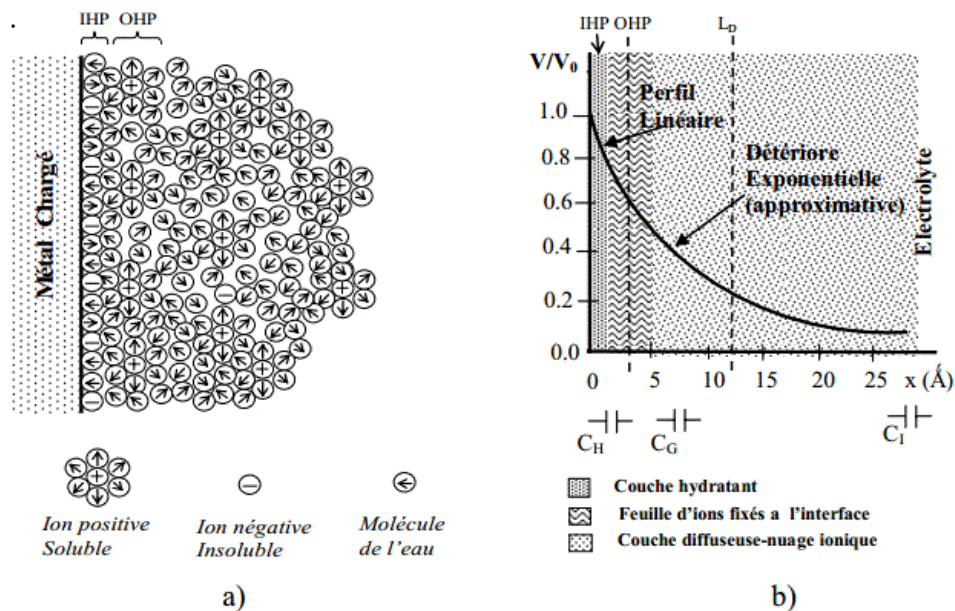 IHP OHP
Métal Chargé
Ion positive
Soluble
Ion négative
Insoluble
Molécule
de l'eau
a)
IHP OHP L_D
V/V₀
1.0
0.8
0.6
0.4
0.2
0.0
Perfil
Linéaire
Détériore
Exponentielle
(approximative)
Electrolyte
0 5 10 15 20 25 x (Å)
C_H C_G C_I
Couche hydratant
Feuille d'ions fixés a l'interface
Couche diffuseuse-nuage ionique
b)